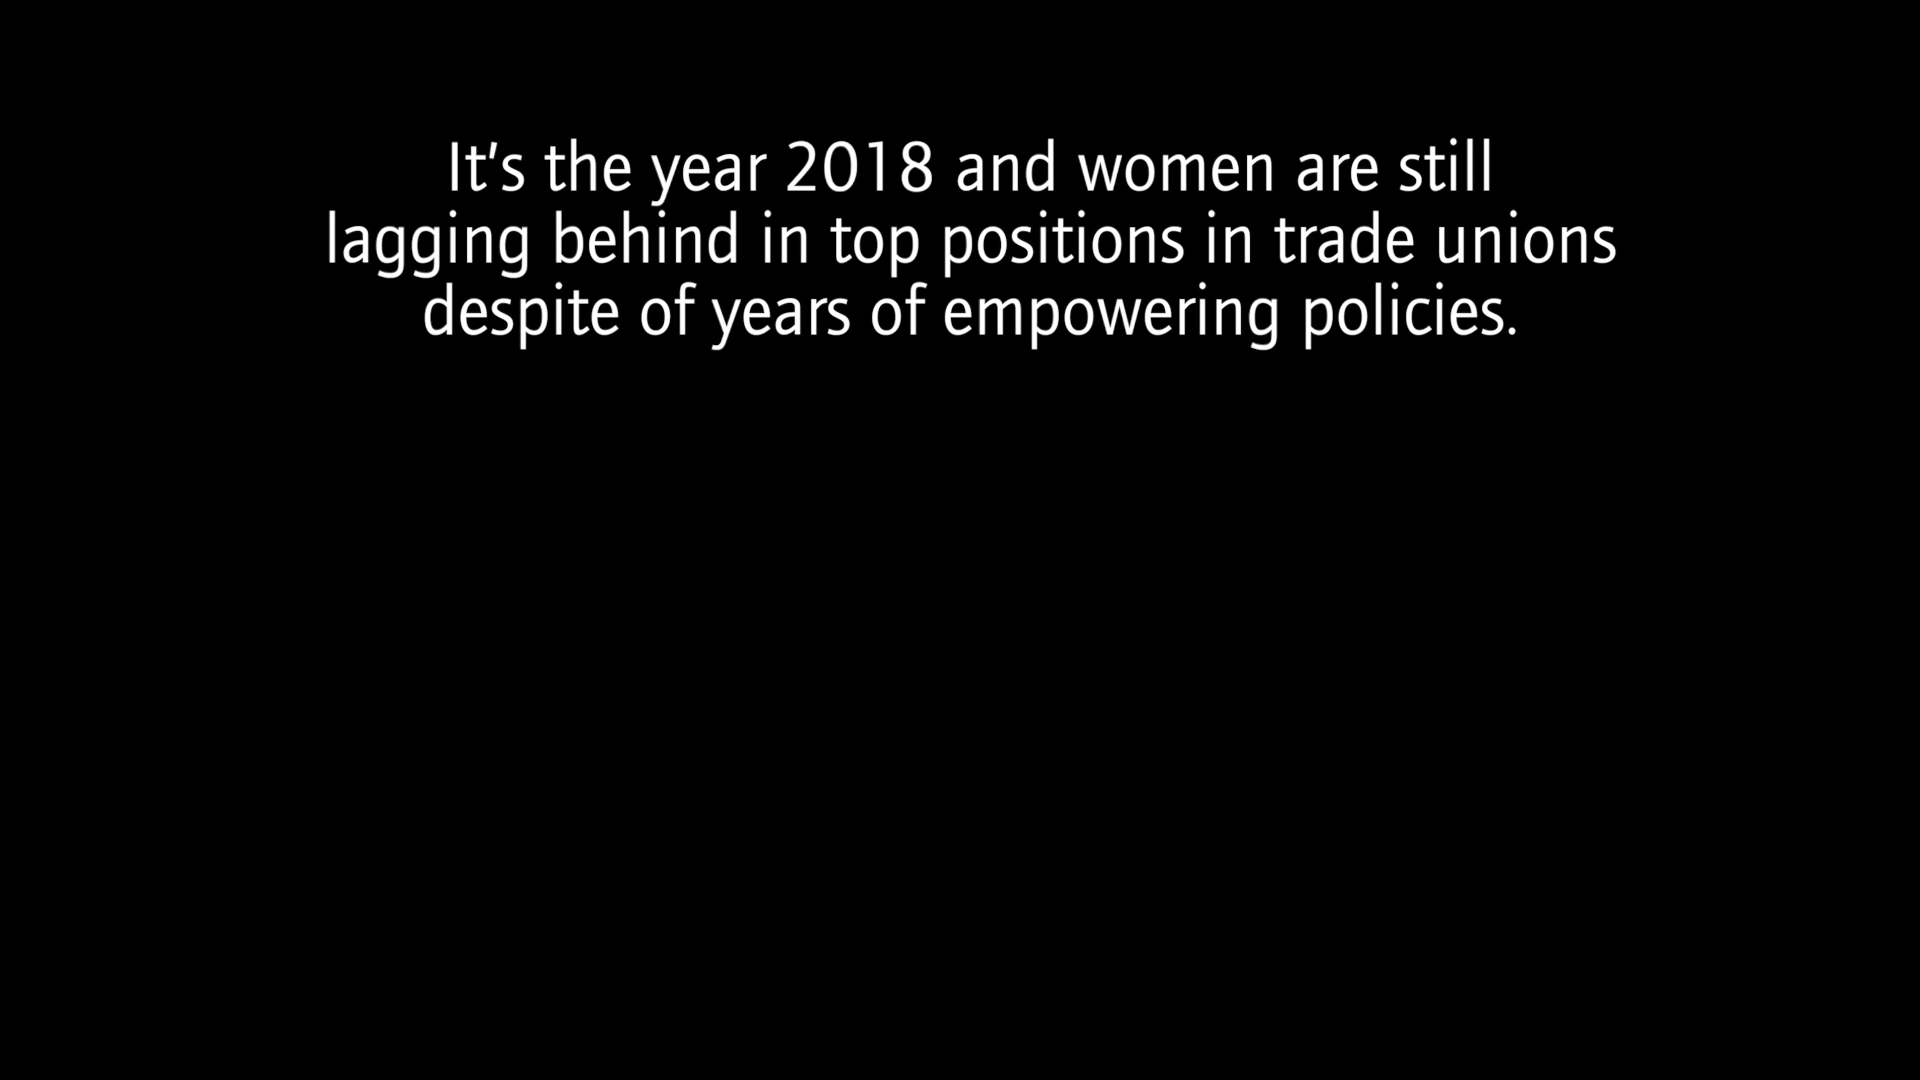 It's the year 2018 and women are still
lagging behind in top positions in trade unions
despite of years of empowering policies.